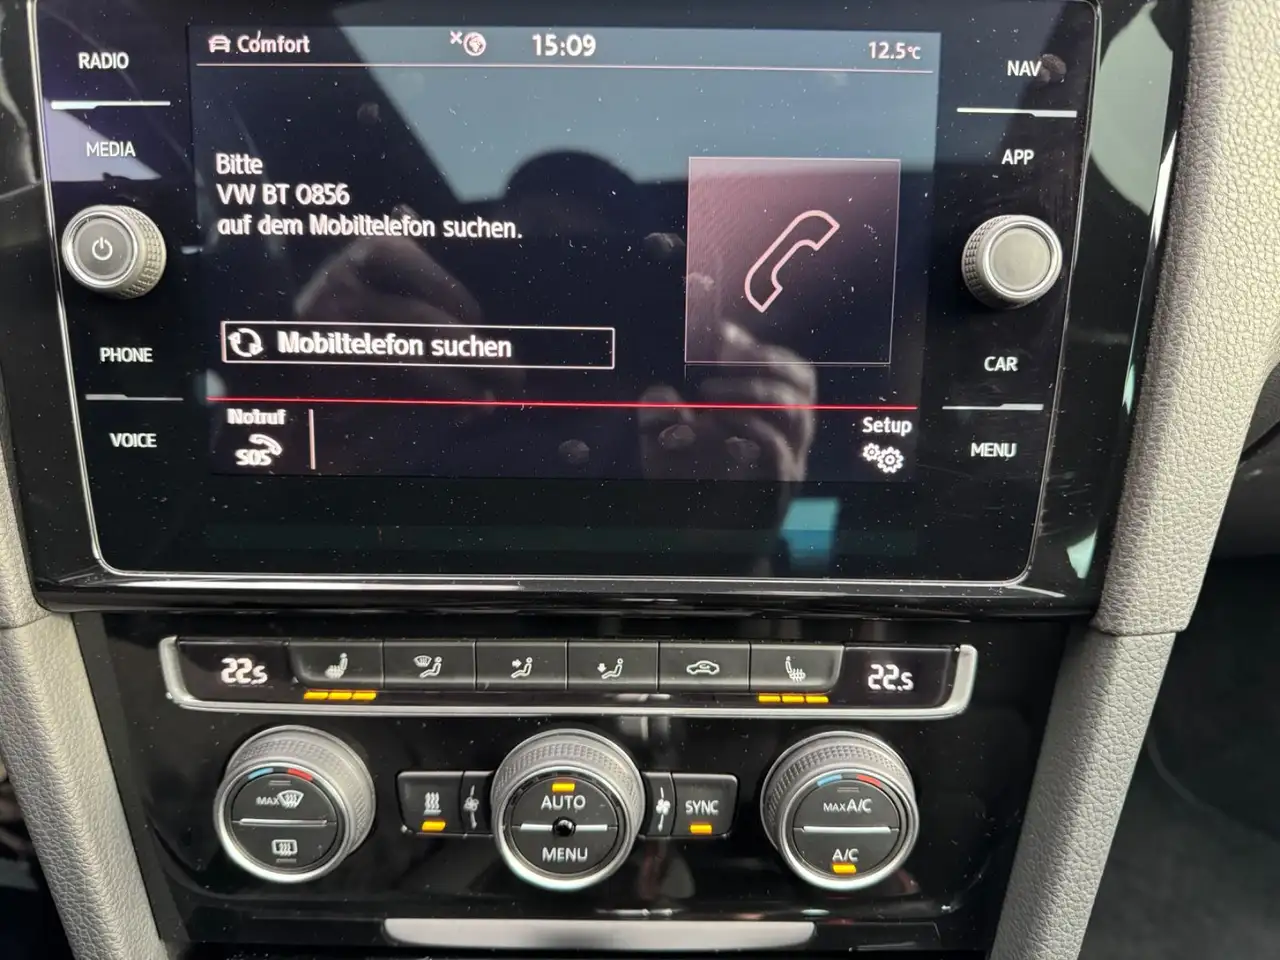 RADIO
MEDIA
PHONE
VOICE
Comfort 15:09 12.5°C
Bitte
VW BT 0856
auf dem Mobiltelefon suchen.
Mobiltelefon suchen
Notruf
SOS
Setup
NAV
APP
CAR
MENU
22.5 22.5
MAX
AUTO
MENU
SYNC
MAX A/C
A/C